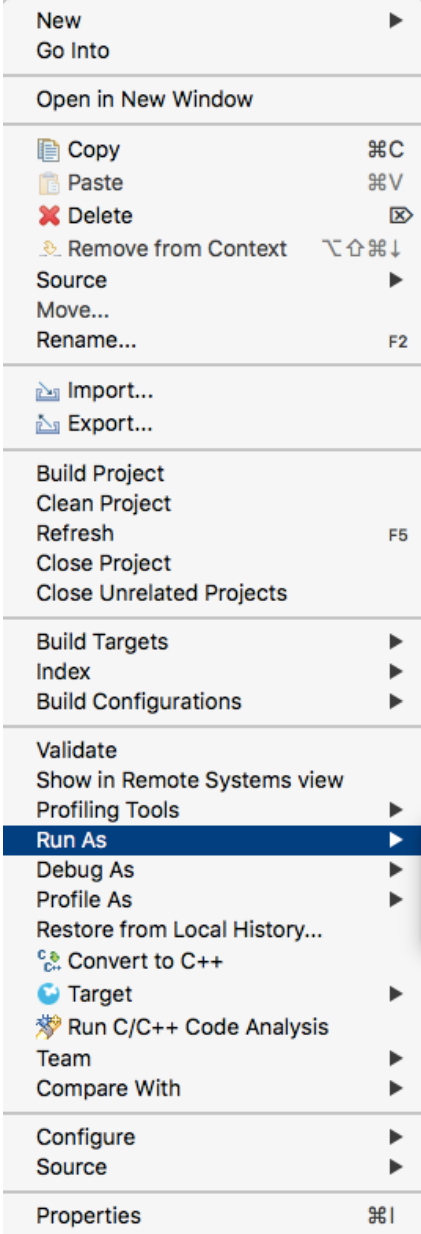 New ▶
Go Into
Open in New Window
Copy ⌘C
Paste ⌘V
Delete ⌦
Remove from Context ⌥⇧⌘↓
Source ▶
Move...
Rename... F2
Import...
Export...
Build Project
Clean Project
Refresh F5
Close Project
Close Unrelated Projects
Build Targets ▶
Index ▶
Build Configurations ▶
Validate
Show in Remote Systems view
Profiling Tools ▶
Run As ▶
Debug As ▶
Profile As ▶
Restore from Local History...
Convert to C++
Target ▶
Run C/C++ Code Analysis
Team ▶
Compare With ▶
Configure ▶
Source ▶
Properties ⌘I